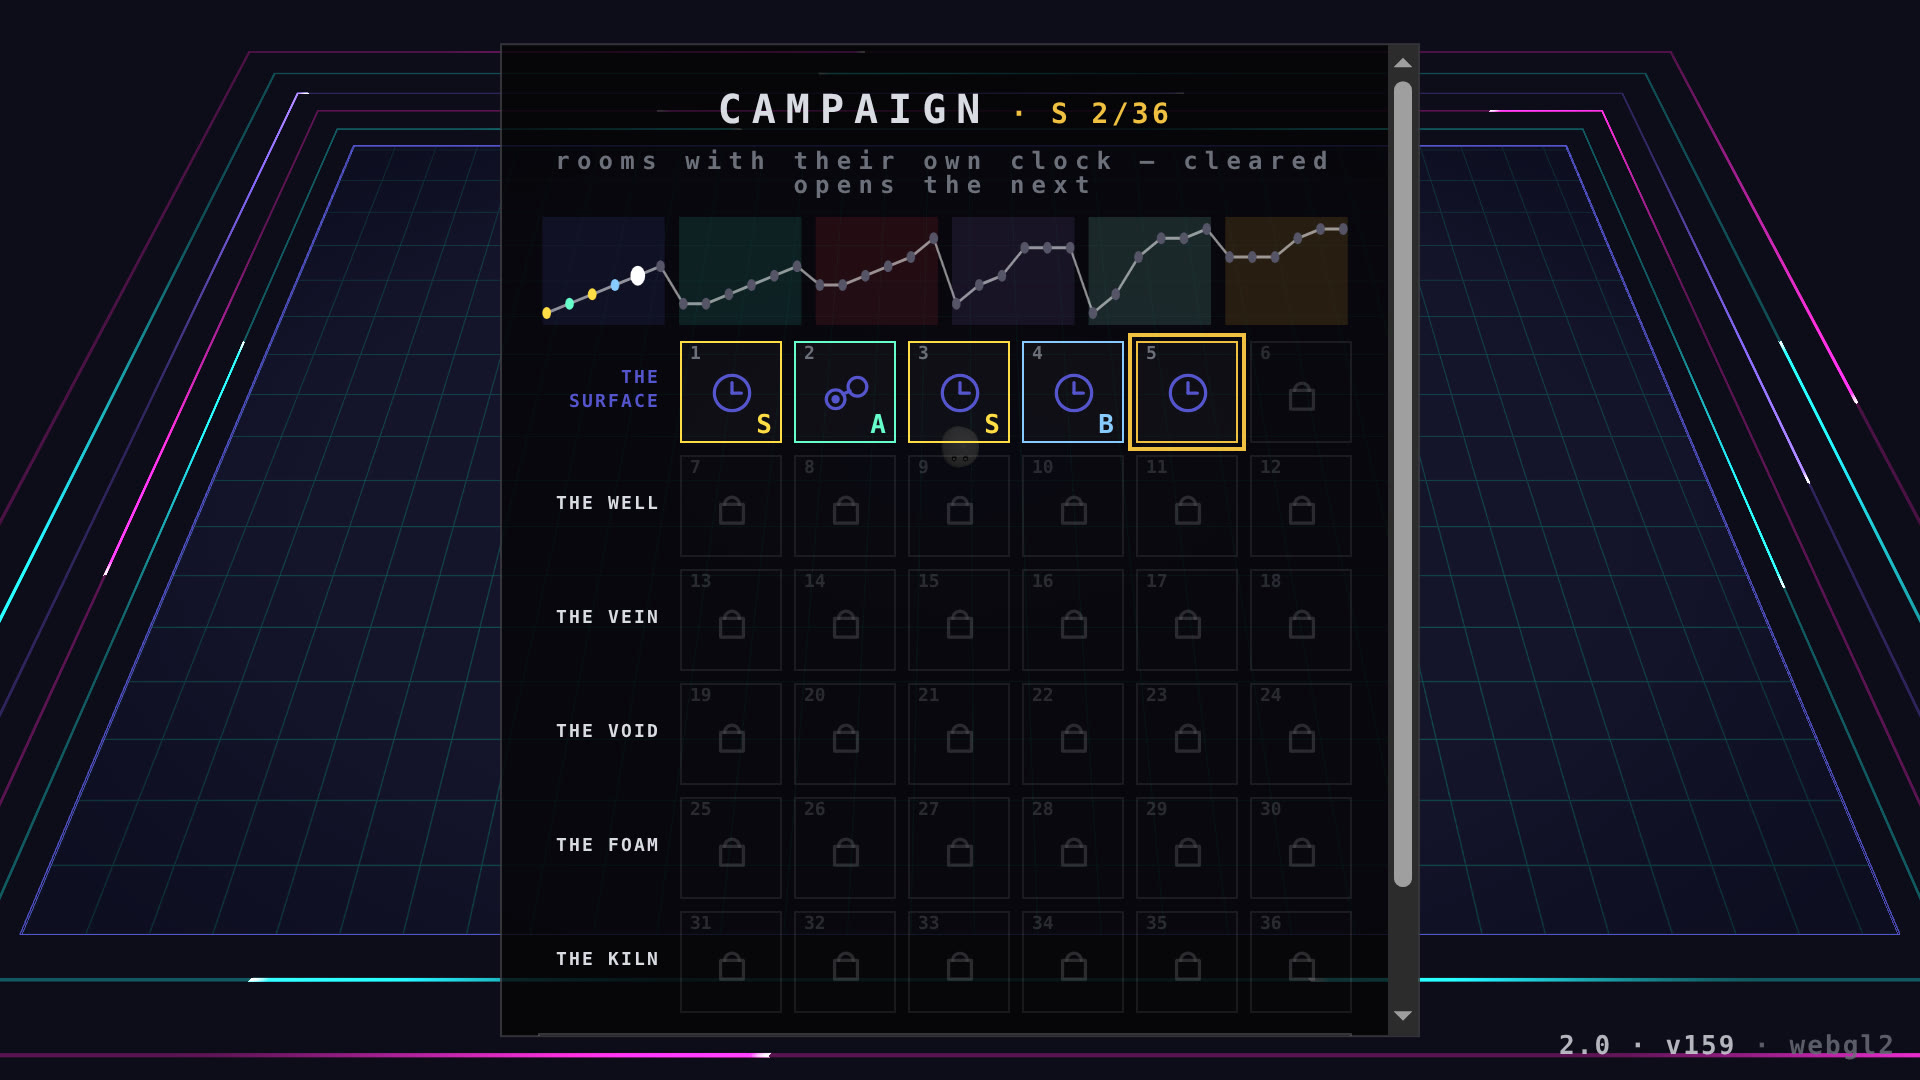 CAMPAIGN · S 2/36
rooms with their own clock — cleared
opens the next
THE
SURFACE
1 2 3 4 5 6
S A S B
THE WELL
7 8 9 10 11 12
THE VEIN
13 14 15 16 17 18
THE VOID
19 20 21 22 23 24
THE FOAM
25 26 27 28 29 30
THE KILN
31 32 33 34 35 36
2.0 · v159 · webgl2